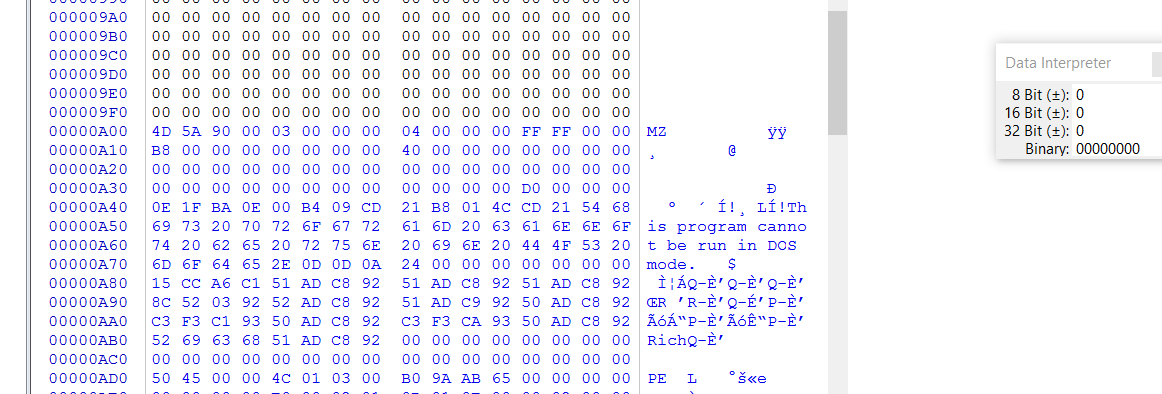 000009A0 00 00 00 00 00 00 00 00 00 00 00 00 00 00 00 00
000009B0 00 00 00 00 00 00 00 00 00 00 00 00 00 00 00 00
000009C0 00 00 00 00 00 00 00 00 00 00 00 00 00 00 00 00
000009D0 00 00 00 00 00 00 00 00 00 00 00 00 00 00 00 00
000009E0 00 00 00 00 00 00 00 00 00 00 00 00 00 00 00 00
000009F0 00 00 00 00 00 00 00 00 00 00 00 00 00 00 00 00
00000A00 4D 5A 90 00 03 00 00 00 04 00 00 00 FF FF 00 00 MZ ÿÿ
00000A10 B8 00 00 00 00 00 00 00 40 00 00 00 00 00 00 00 ¸ @
00000A20 00 00 00 00 00 00 00 00 00 00 00 00 00 00 00 00
00000A30 00 00 00 00 00 00 00 00 00 00 00 00 D0 00 00 00 Ð
00000A40 0E 1F BA 0E 00 B4 09 CD 21 B8 01 4C CD 21 54 68 º ´ Í!¸ LÍ!Th
00000A50 69 73 20 70 72 6F 67 72 61 6D 20 63 61 6E 6E 6F is program canno
00000A60 74 20 62 65 20 72 75 6E 20 69 6E 20 44 4F 53 20 t be run in DOS
00000A70 6D 6F 64 65 2E 0D 0D 0A 24 00 00 00 00 00 00 00 mode. $
00000A80 15 CC A6 C1 51 AD C8 92 51 AD C8 92 51 AD C8 92 Ì¦ÁQ-È’Q-È’Q-È’
00000A90 8C 52 03 92 52 AD C8 92 51 AD C9 92 50 AD C8 92 ŒR ’R-È’Q-É’P-È’
00000AA0 C3 F3 C1 93 50 AD C8 92 C3 F3 CA 93 50 AD C8 92 ÃóÁ“P-È’ÃóÊ“P-È’
00000AB0 52 69 63 68 51 AD C8 92 00 00 00 00 00 00 00 00 RichQ-È’
00000AC0 00 00 00 00 00 00 00 00 00 00 00 00 00 00 00 00
00000AD0 50 45 00 00 4C 01 03 00 B0 9A AB 65 00 00 00 00 PE L °š«e
Data Interpreter
8 Bit (±): 0
16 Bit (±): 0
32 Bit (±): 0
Binary: 00000000